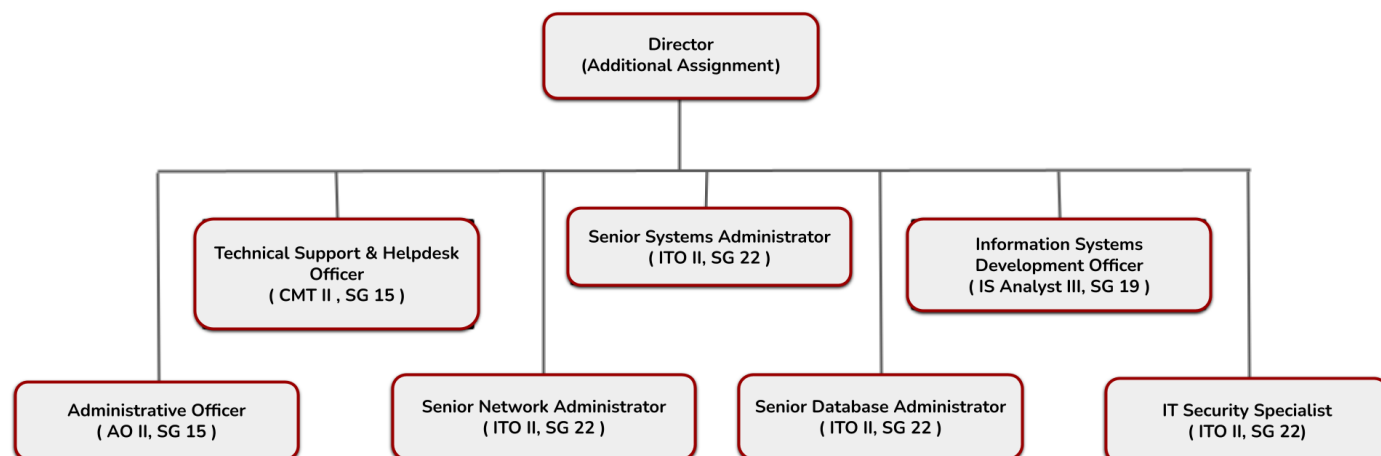 Director
(Additional Assignment)
Technical Support & Helpdesk
Officer
( CMT II , SG 15 )
Senior Systems Administrator
( ITO II, SG 22 )
Information Systems
Development Officer
( IS Analyst III, SG 19 )
Administrative Officer
( AO II, SG 15 )
Senior Network Administrator
( ITO II, SG 22 )
Senior Database Administrator
( ITO II, SG 22 )
IT Security Specialist
( ITO II, SG 22)